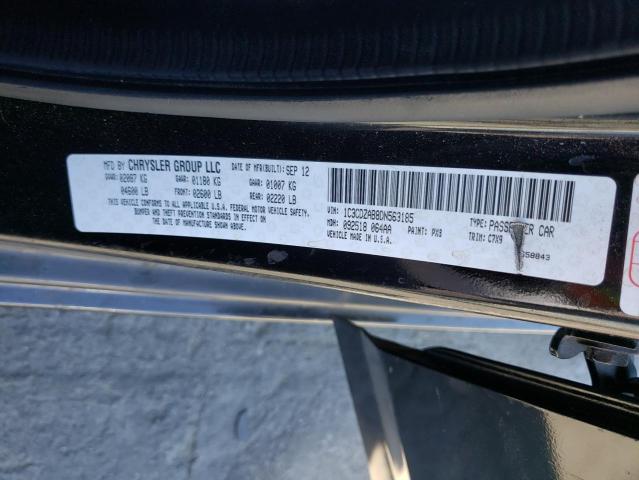 MFD BY CHRYSLER GROUP LLC DATE OF MFR(BUILT): SEP 12
GVWR: 02087 KG GAWR: 01180 KG GAWR: 01007 KG
04600 LB FRONT: 02600 LB REAR: 02220 LB
THIS VEHICLE CONFORMS TO ALL APPLICABLE U.S.A. FEDERAL MOTOR VEHICLE SAFETY,
BUMPER AND THEFT PREVENTION STANDARDS IN EFFECT ON
THE DATE OF MANUFACTURE SHOWN ABOVE.
VIN: 1C3CDZAB8DN563105 TYPE: CAR
MDH: 092518 064AA PAINT: PX8 TRIM: C7X9
VEHICLE MADE IN U.S.A. 58843